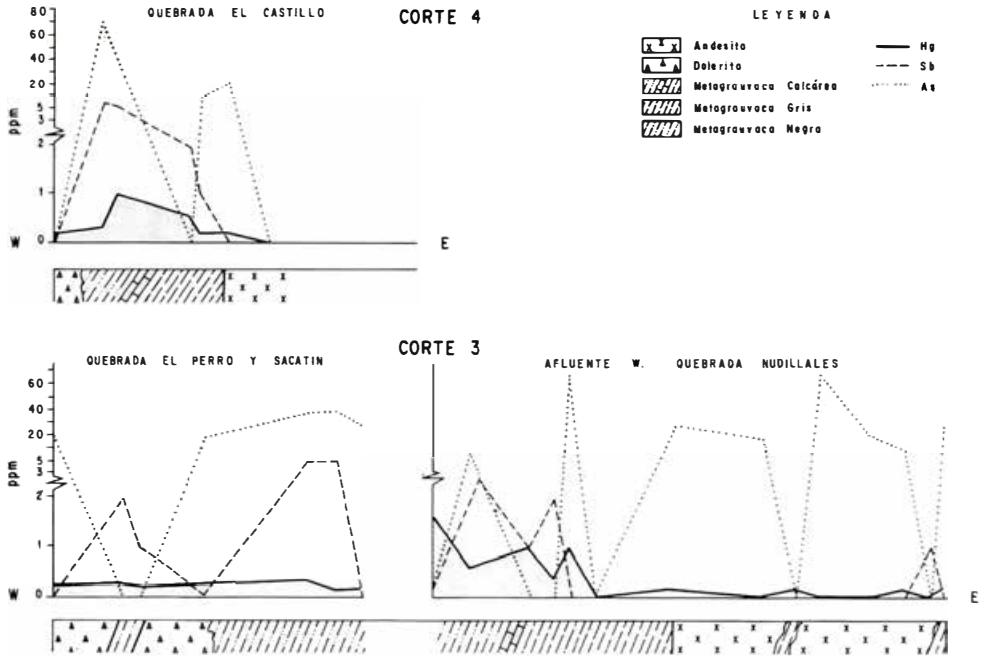 QUEBRADA EL CASTILLO
CORTE 4
80
60
40
20
5
3
ppm
2
1
0
W
E
LEYENDA
Andesita
Dolerita
Metagrauvaca Calcárea
Metagrauvaca Gris
Metagrauvaca Negra
Hg
Sb
As
CORTE 3
QUEBRADA EL PERRO Y SACATIN
AFLUENTE W. QUEBRADA NUDILLALES
60
40
20
5
3
ppm
2
1
0
W
E